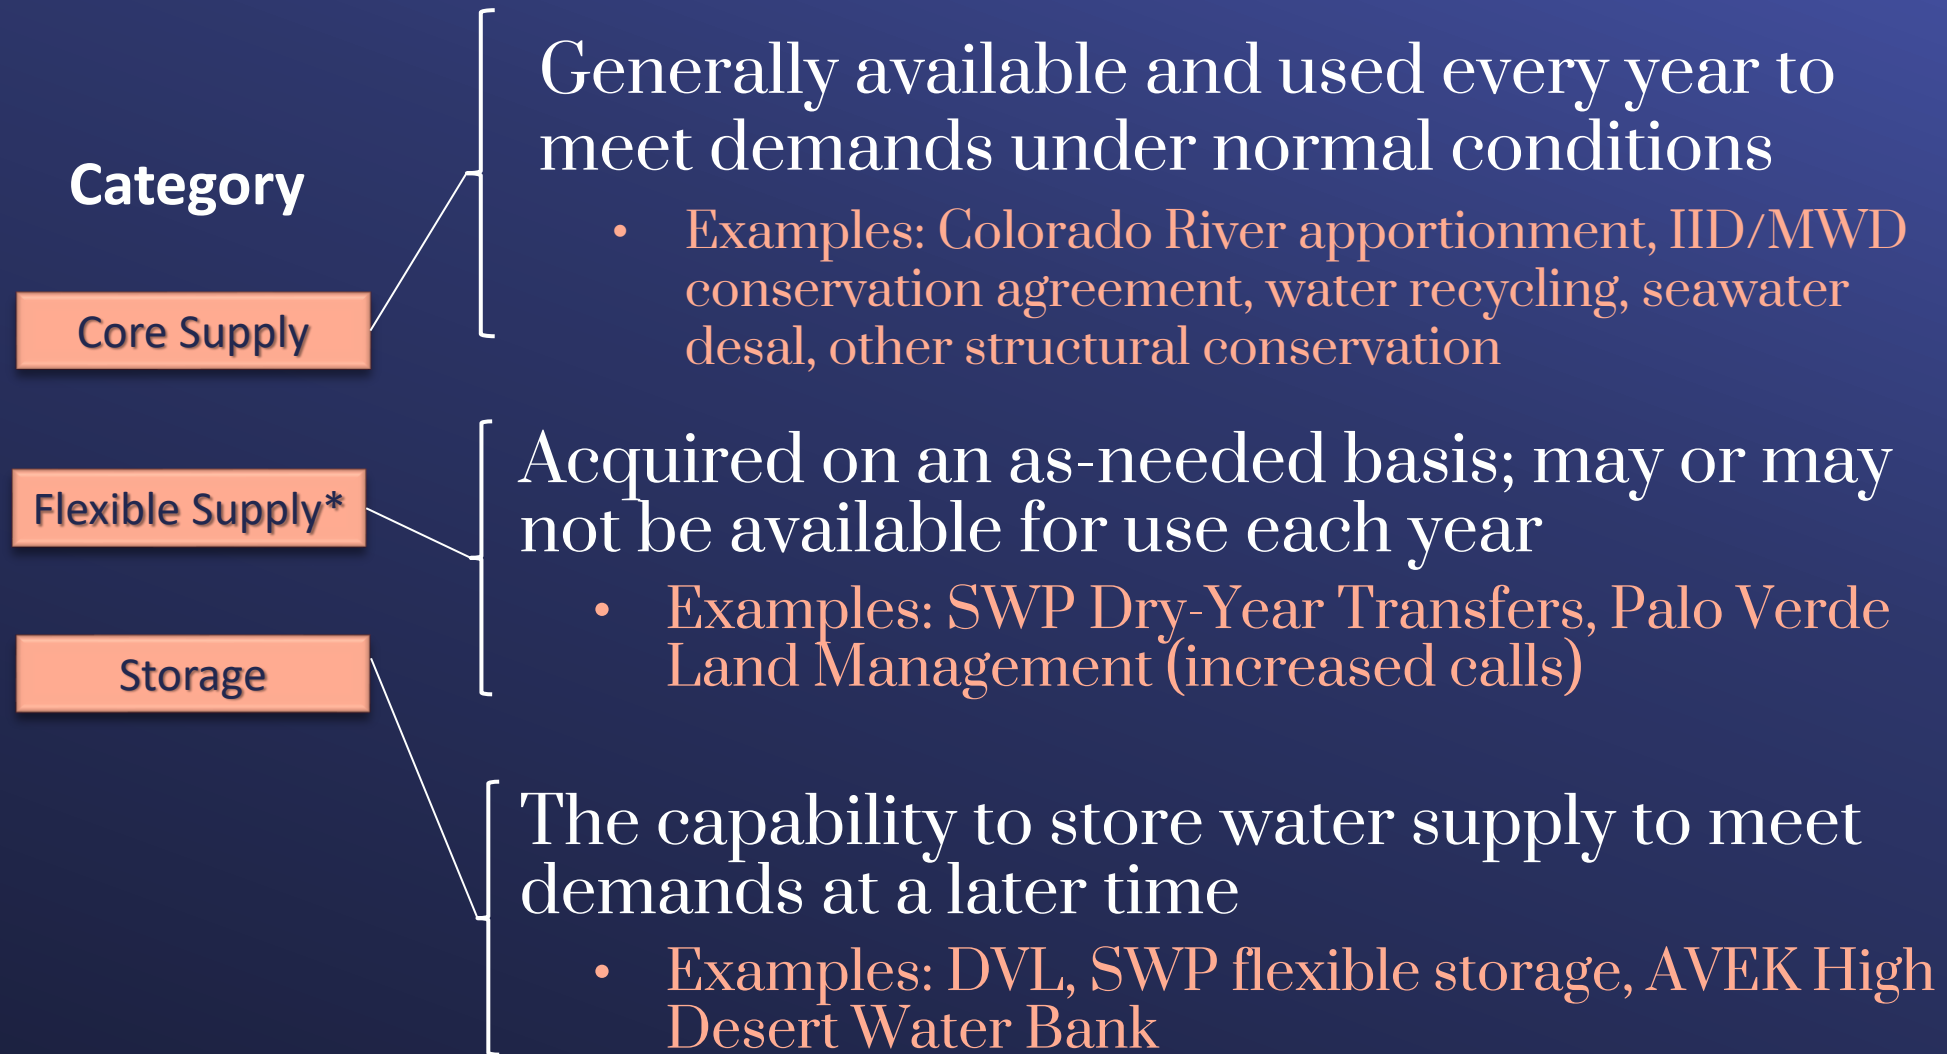 Category
Core Supply
Generally available and used every year to
meet demands under normal conditions
• Examples: Colorado River apportionment, IID/MWD
conservation agreement, water recycling, seawater
desal, other structural conservation
Flexible Supply*
Acquired on an as-needed basis; may or may
not be available for use each year
• Examples: SWP Dry-Year Transfers, Palo Verde
Land Management (increased calls)
Storage
The capability to store water supply to meet
demands at a later time
• Examples: DVL, SWP flexible storage, AVEK High
Desert Water Bank